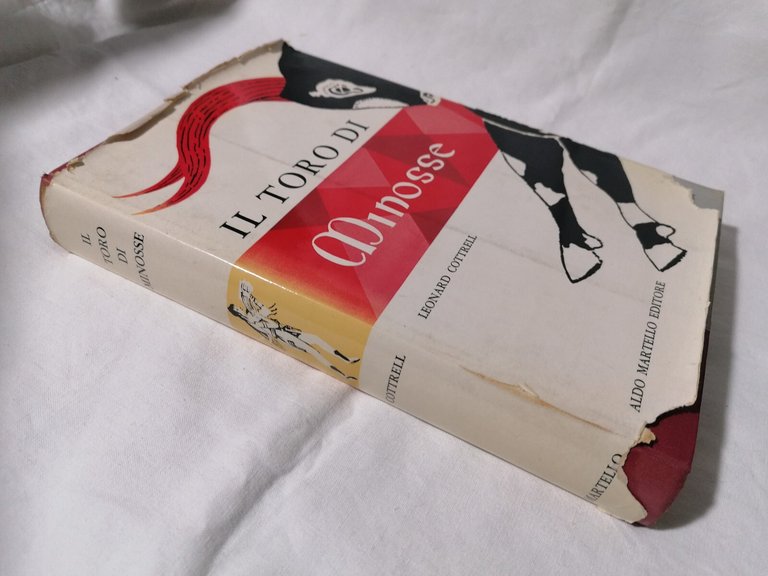 IL TORO DI
Minosse
LEONARD COTTRELL
ALDO MARTELLO EDITORE
IL
TORO
DI
MINOSSE
COTTRELL
MARTELLO